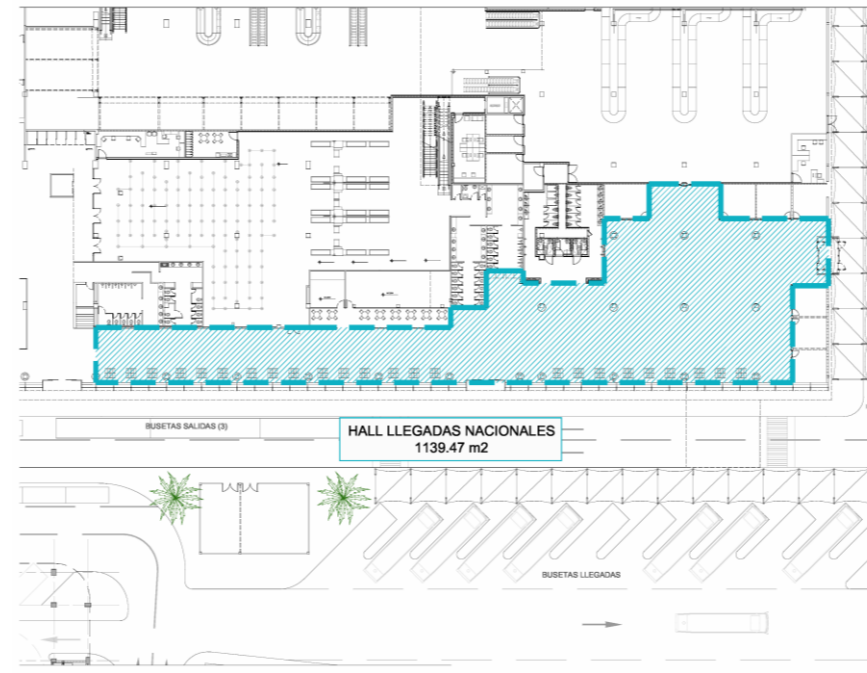 BUSETAS SALIDAS (3)
HALL LLEGADAS NACIONALES
1139.47 m2
BUSETAS LLEGADAS